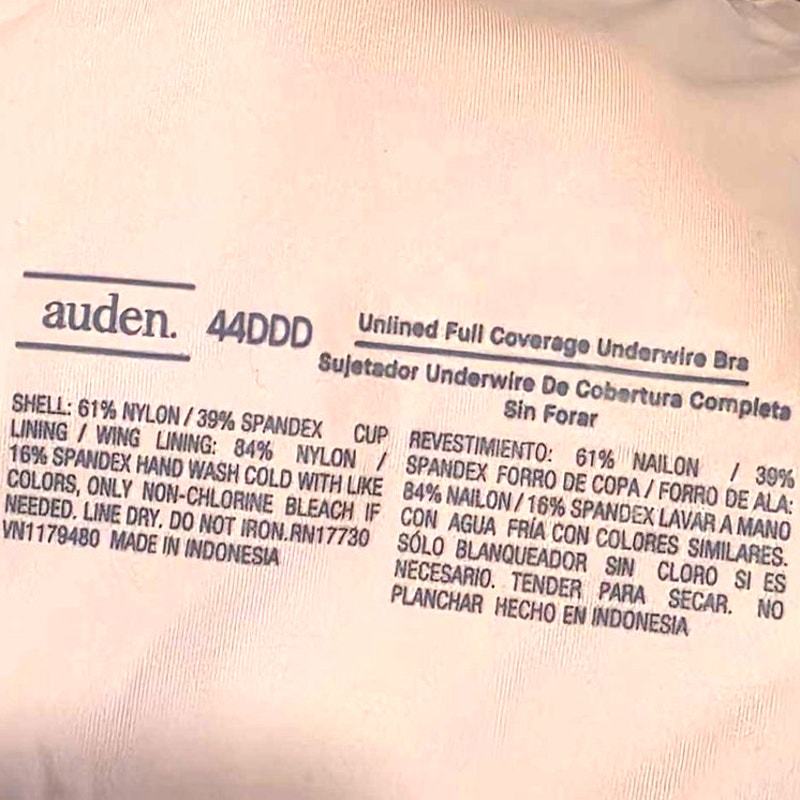 auden. 44DDD
Unlined Full Coverage Underwire Bra
Sujetador Underwire De Cobertura Completa
Sin Forar
SHELL: 61% NYLON / 39% SPANDEX CUP
LINING / WING LINING: 84% NYLON /
16% SPANDEX HAND WASH COLD WITH LIKE
COLORS, ONLY NON-CHLORINE BLEACH IF
NEEDED. LINE DRY. DO NOT IRON.RN17730
VN1179480 MADE IN INDONESIA
REVESTIMIENTO: 61% NAILON / 39%
SPANDEX FORRO DE COPA / FORRO DE ALA:
84% NAILON / 16% SPANDEX LAVAR A MANO
CON AGUA FRÍA CON COLORES SIMILARES.
SÓLO BLANQUEADOR SIN CLORO SI ES
NECESARIO. TENDER PARA SECAR. NO
PLANCHAR HECHO EN INDONESIA